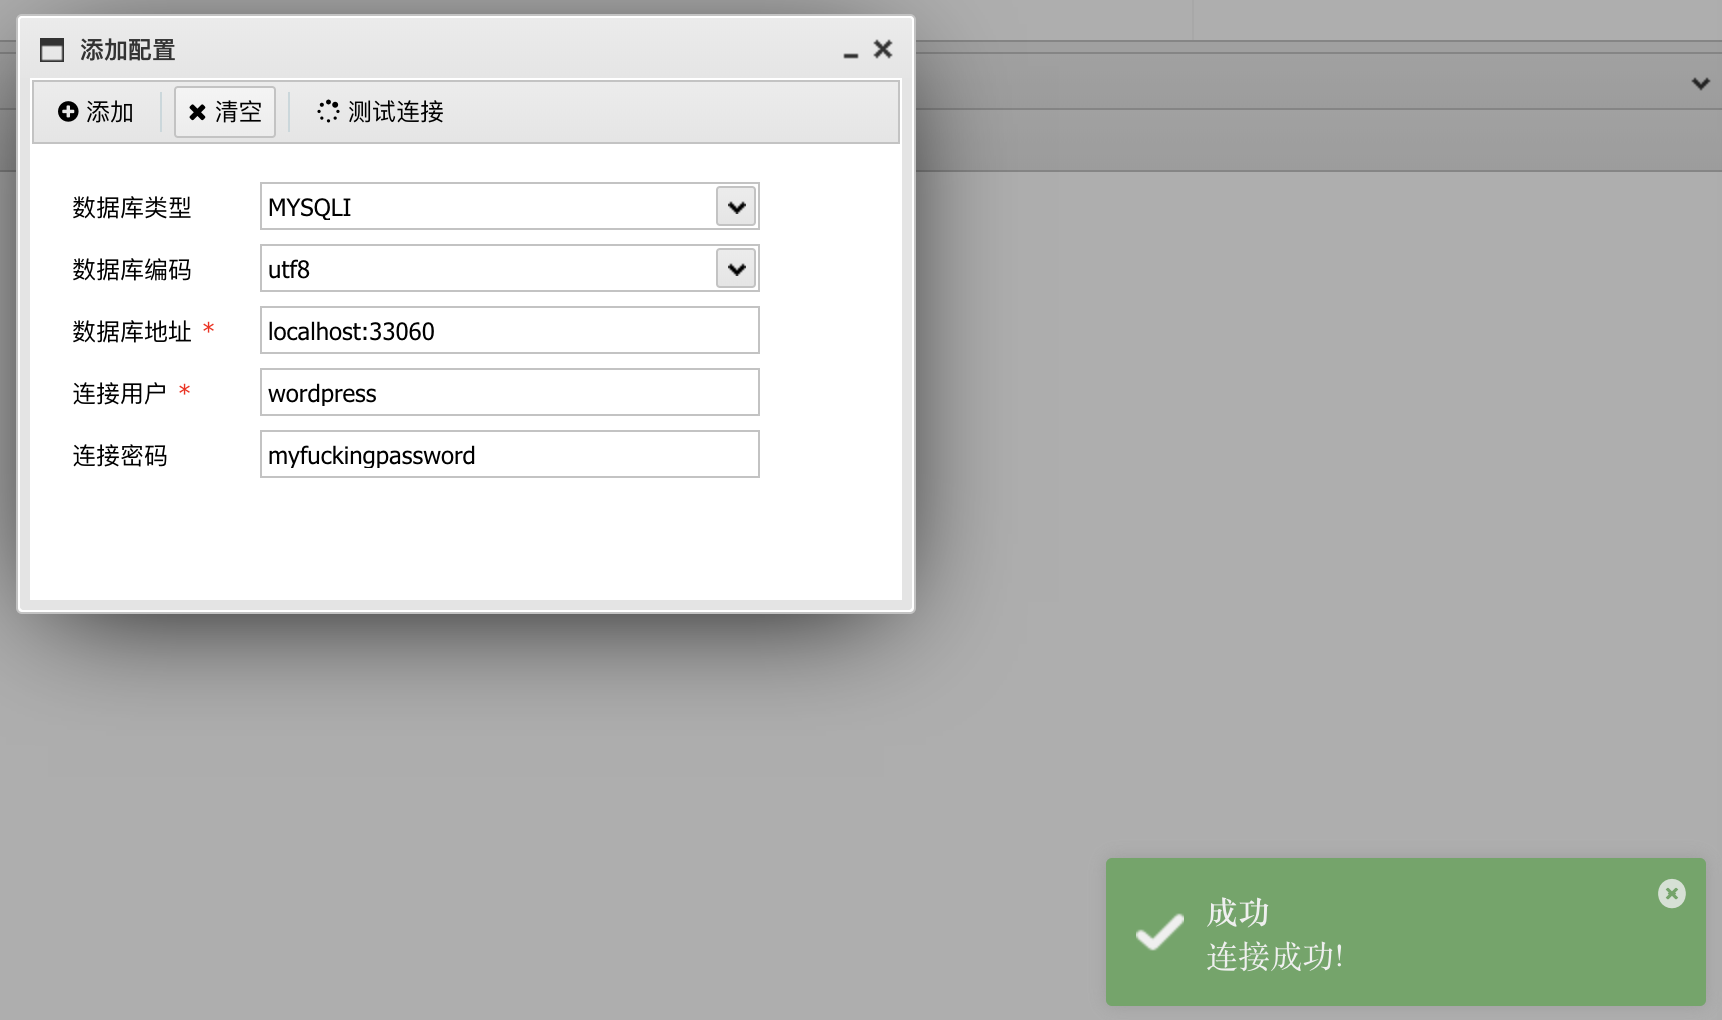 添加配置
添加 清空 测试连接
数据库类型 MYSQLI
数据库编码 utf8
数据库地址 * localhost:33060
连接用户 * wordpress
连接密码 myfuckingpassword
成功
连接成功!